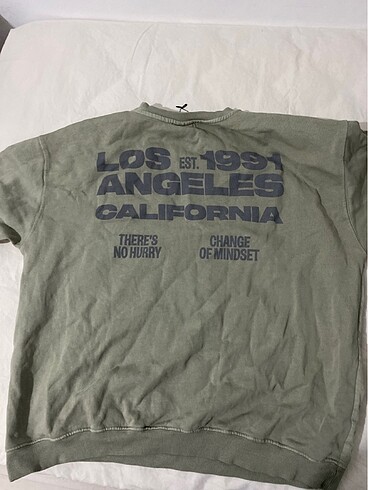 LOS EST. 1991
ANGELES
CALIFORNIA
THERE'S
NO HURRY
CHANGE
OF MINDSET